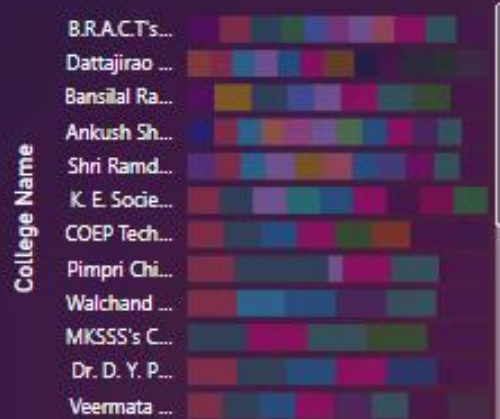 College Name
B.R.A.C.T's...
Dattajirao ...
Bansilal Ra...
Ankush Sh...
Shri Ramd...
K. E. Socie...
COEP Tech...
Pimpri Chi...
Walchand ...
MKSSS's C...
Dr. D. Y. P...
Veermata ...